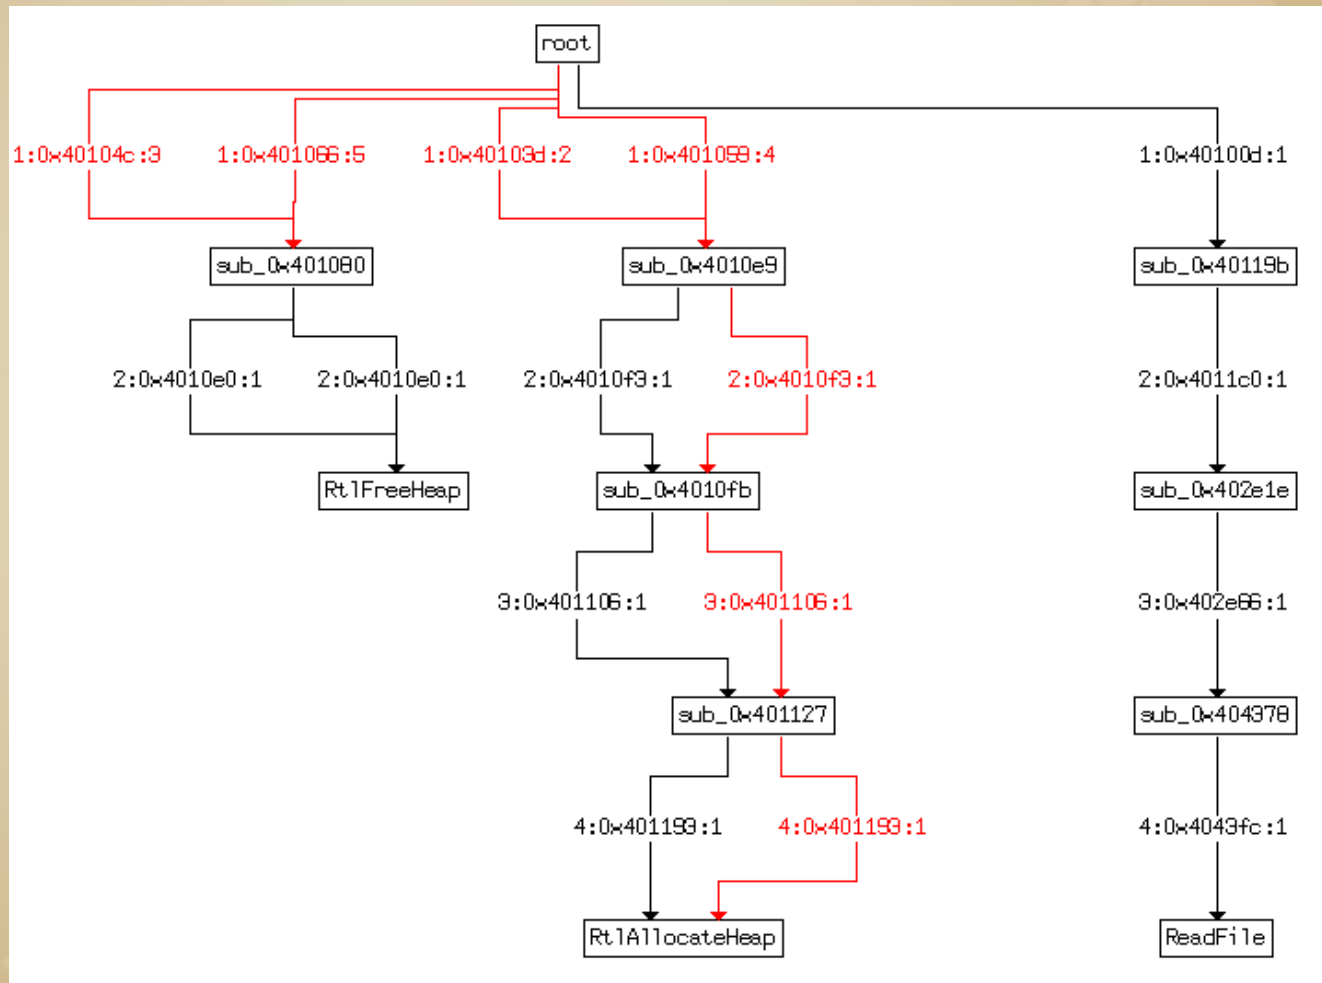 root
1:0x40104c:3 1:0x401066:5 1:0x40103d:2 1:0x401059:4 1:0x40100d:1
sub_0x401080 sub_0x4010e9 sub_0x40119b
2:0x4010e0:1 2:0x4010e0:1 2:0x4010f3:1 2:0x4010f3:1 2:0x4011c0:1
RtlFreeHeap sub_0x4010fb sub_0x402e1e
3:0x401106:1 3:0x401106:1 3:0x402e66:1
sub_0x401127 sub_0x404378
4:0x401193:1 4:0x401193:1 4:0x4043fc:1
RtlAllocateHeap ReadFile